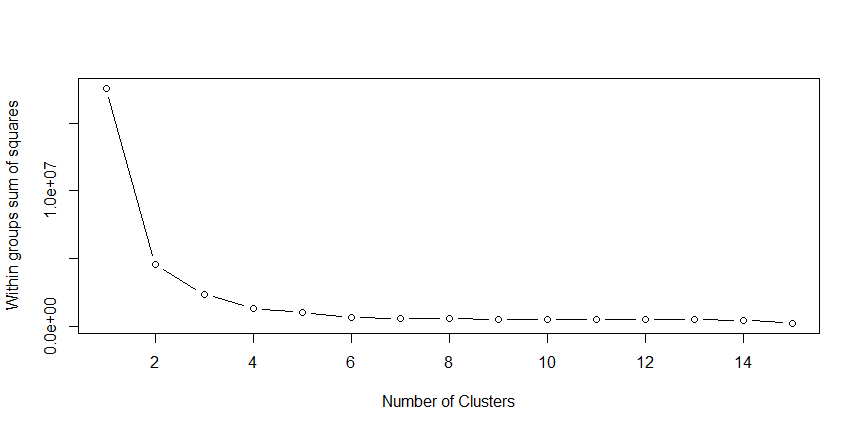 Within groups sum of squares
1.0e+07
0.0e+00
2 4 6 8 10 12 14
Number of Clusters